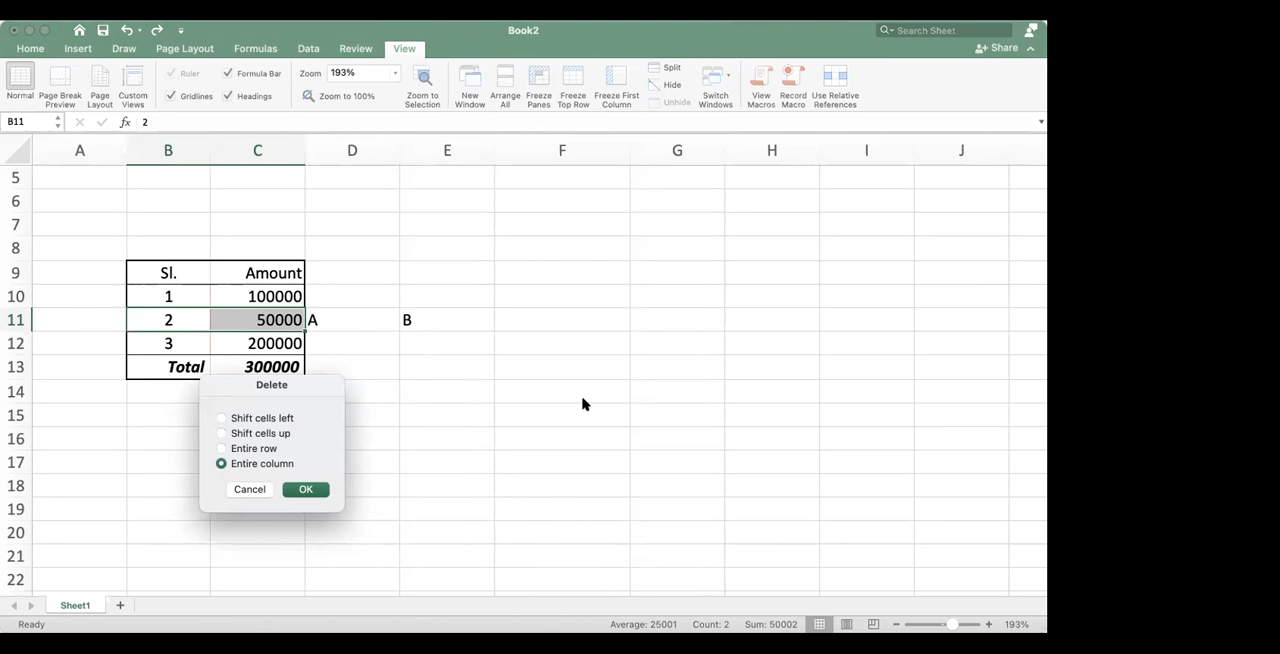 Book2
Search Sheet
Home Insert Draw Page Layout Formulas Data Review View
Share
Normal
Page Break Preview
Page Layout
Custom Views
Ruler
Formula Bar
Gridlines
Headings
Zoom 193%
Zoom to 100%
Zoom to Selection
New Window
Arrange All
Freeze Panes
Freeze Top Row
Freeze First Column
Split
Hide
Unhide
Switch Windows
View Macros
Record Macro
Use Relative References
B11 fx 2
A B C D E F G H I J
5
6
7
8
9 Sl. Amount
10 1 100000
11 2 50000 A B
12 3 200000
13 Total 300000
14
15
16
17
18
19
20
21
22
Delete
Shift cells left
Shift cells up
Entire row
Entire column
Cancel OK
Sheet1 +
Ready Average: 25001 Count: 2 Sum: 50002 193%